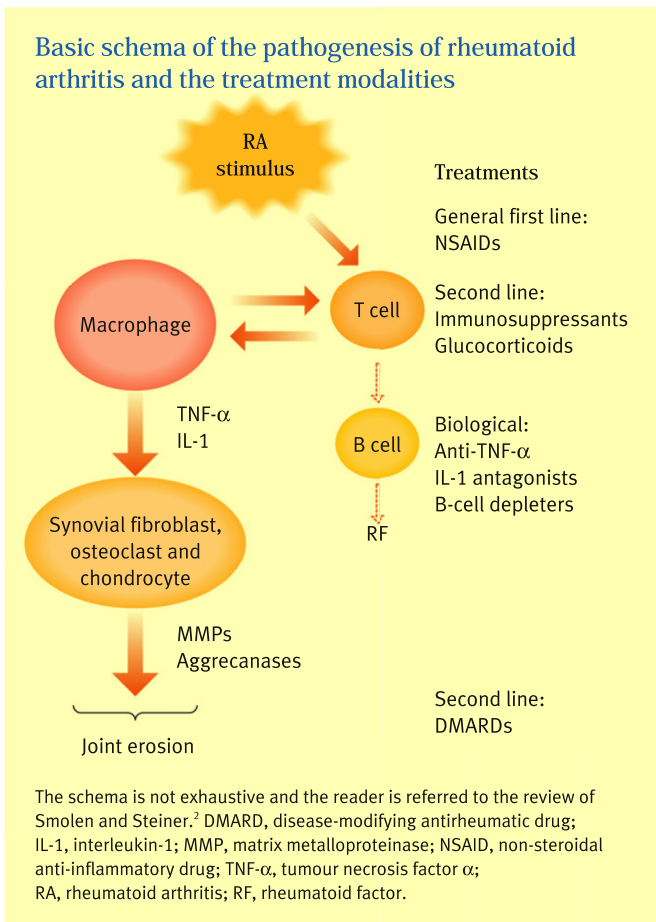 Basic schema of the pathogenesis of rheumatoid
arthritis and the treatment modalities
RA
stimulus
Treatments
General first line:
NSAIDs
Macrophage
T cell
Second line:
Immunosuppressants
Glucocorticoids
TNF-α
IL-1
B cell
Biological:
Anti-TNF-α
IL-1 antagonists
B-cell depleters
Synovial fibroblast,
osteoclast and
chondrocyte
RF
MMPs
Aggrecanases
Second line:
DMARDs
Joint erosion
The schema is not exhaustive and the reader is referred to the review of
Smolen and Steiner.² DMARD, disease-modifying antirheumatic drug;
IL-1, interleukin-1; MMP, matrix metalloproteinase; NSAID, non-steroidal
anti-inflammatory drug; TNF-α, tumour necrosis factor α;
RA, rheumatoid arthritis; RF, rheumatoid factor.